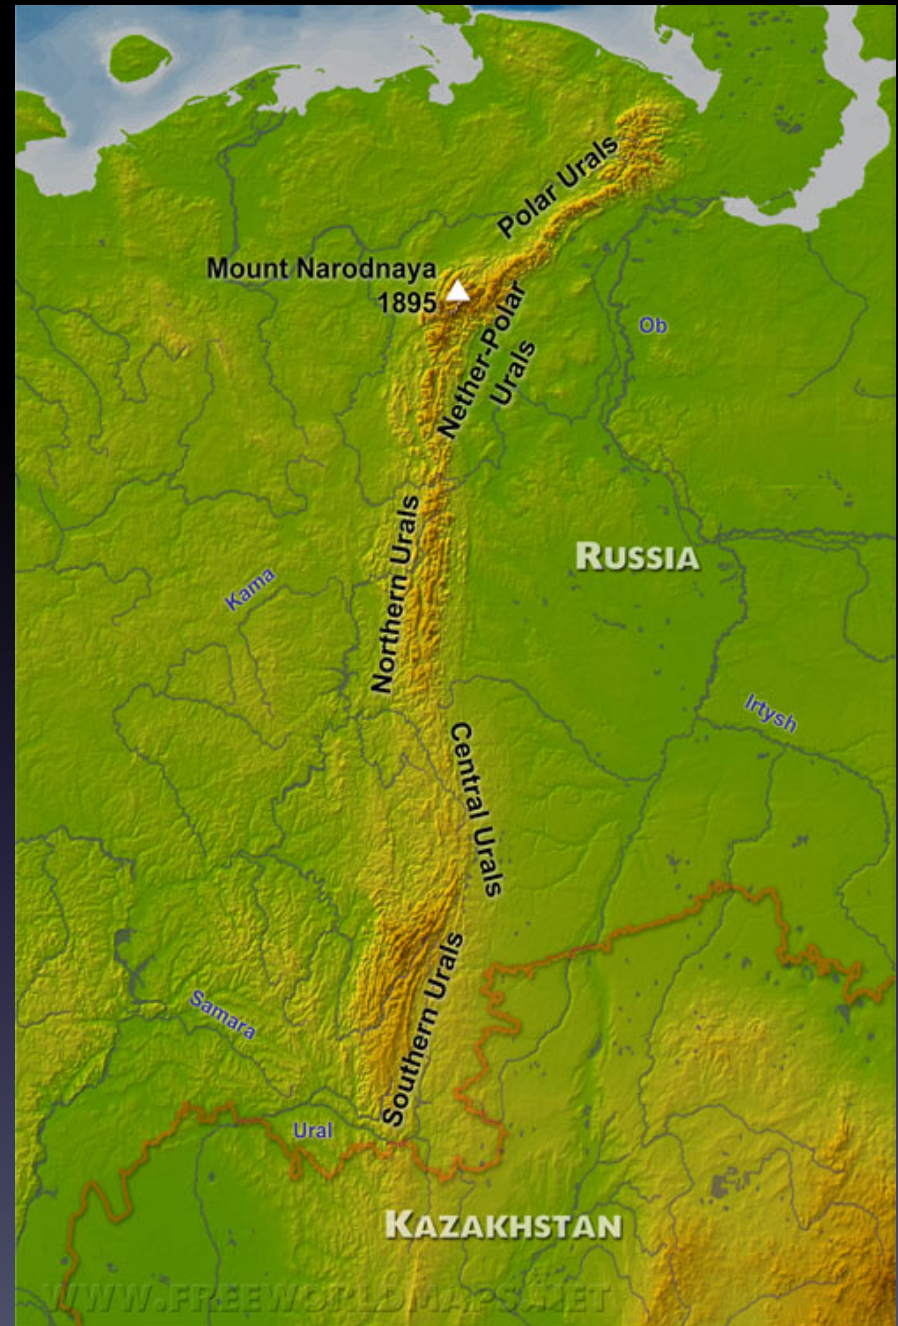 Polar Urals
Mount Narodnaya
1895
Nether-Polar
Urals
Ob
Northern Urals
RUSSIA
Kama
Irtysh
Central Urals
Southern Urals
Samara
Ural
KAZAKHSTAN
WWW.FREEWORLDMAPS.NET